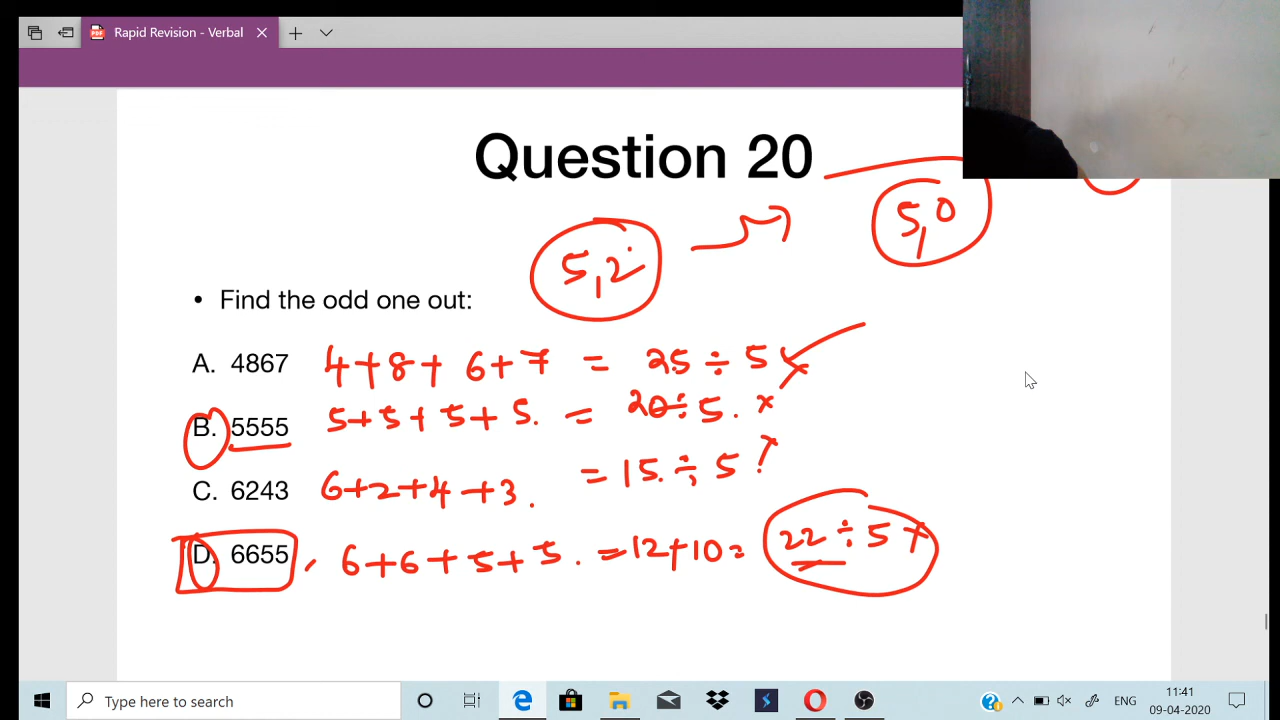 Rapid Revision - Verbal
Question 20
5,0
5,2
• Find the odd one out:
A. 4867 4+8+6+7 = 25 ÷ 5
B. 5555 5+5+5+5. = 20÷5. x
C. 6243 6+2+4+3. = 15.÷5
D. 6655 6+6+5+5. =12+10= 22÷5
Type here to search
ENG
11:41
09-04-2020